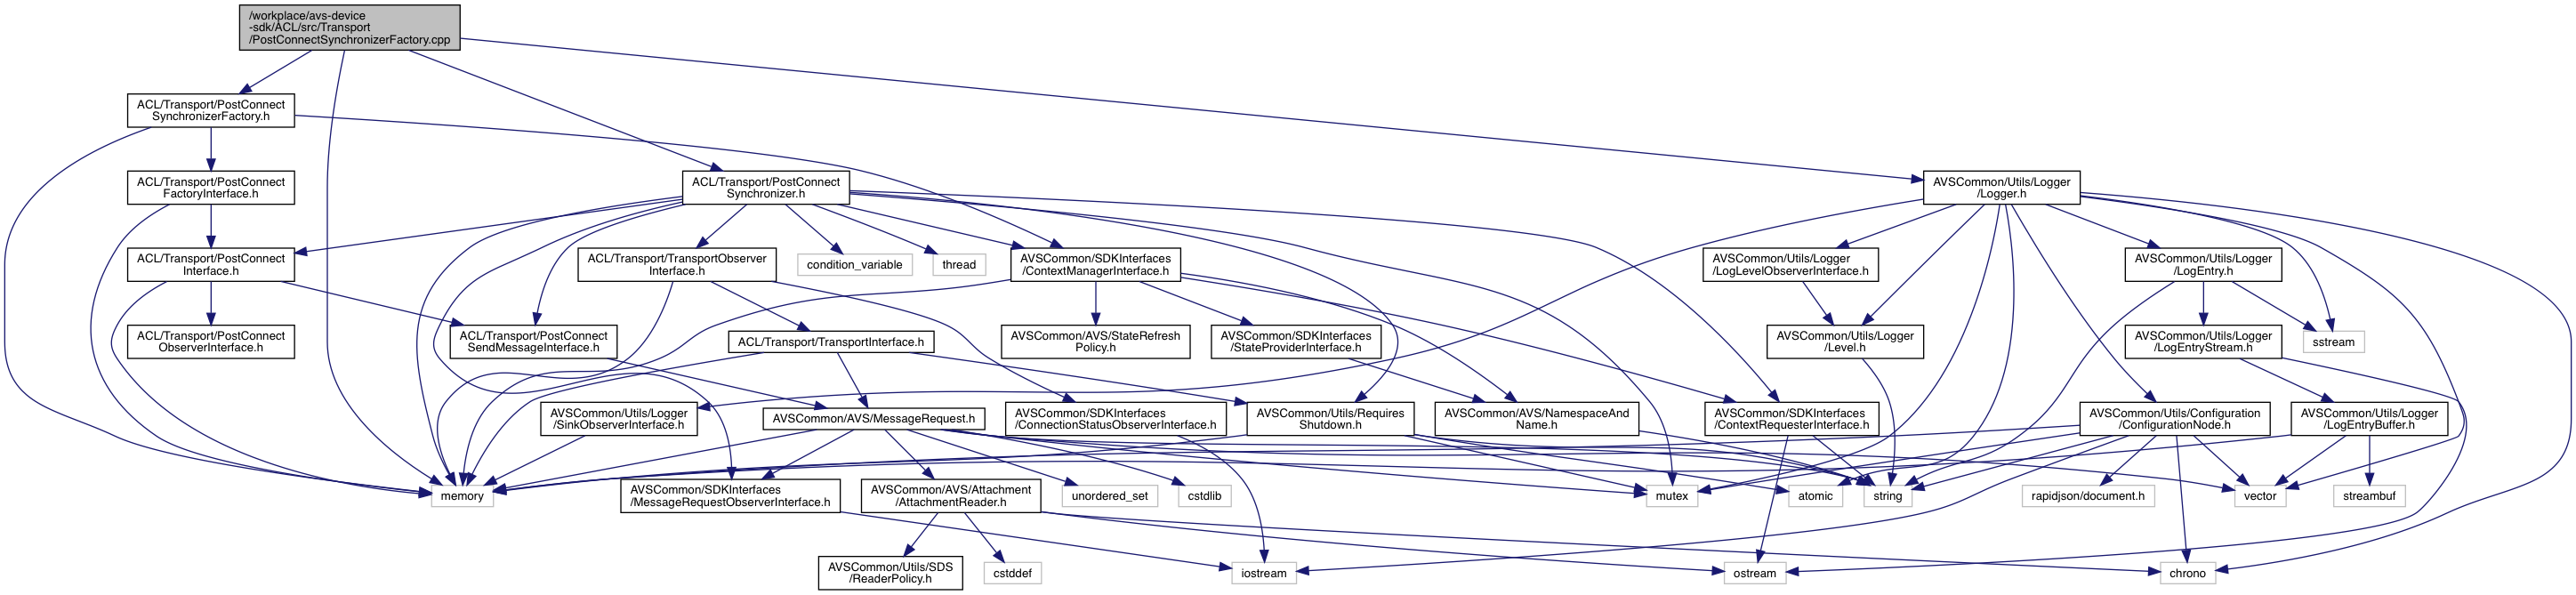 /workplace/avs-device
-sdk/ACL/src/Transport
/PostConnectSynchronizerFactory.cpp
ACL/Transport/PostConnect
SynchronizerFactory.h
ACL/Transport/PostConnect
FactoryInterface.h
ACL/Transport/PostConnect
Synchronizer.h
AVSCommon/Utils/Logger
/Logger.h
ACL/Transport/PostConnect
Interface.h
ACL/Transport/TransportObserver
Interface.h
condition_variable
thread
AVSCommon/SDKInterfaces
/ContextManagerInterface.h
AVSCommon/Utils/Logger
/LogLevelObserverInterface.h
AVSCommon/Utils/Logger
/LogEntry.h
ACL/Transport/PostConnect
ObserverInterface.h
ACL/Transport/PostConnect
SendMessageInterface.h
ACL/Transport/TransportInterface.h
AVSCommon/AVS/StateRefresh
Policy.h
AVSCommon/SDKInterfaces
/StateProviderInterface.h
AVSCommon/Utils/Logger
/Level.h
AVSCommon/Utils/Logger
/LogEntryStream.h
sstream
AVSCommon/Utils/Logger
/SinkObserverInterface.h
AVSCommon/AVS/MessageRequest.h
AVSCommon/SDKInterfaces
/ConnectionStatusObserverInterface.h
AVSCommon/Utils/Requires
Shutdown.h
AVSCommon/AVS/NamespaceAnd
Name.h
AVSCommon/SDKInterfaces
/ContextRequesterInterface.h
AVSCommon/Utils/Configuration
/ConfigurationNode.h
AVSCommon/Utils/Logger
/LogEntryBuffer.h
memory
AVSCommon/SDKInterfaces
/MessageRequestObserverInterface.h
AVSCommon/AVS/Attachment
/AttachmentReader.h
unordered_set
cstdlib
mutex
atomic
string
rapidjson/document.h
vector
streambuf
AVSCommon/Utils/SDS
/ReaderPolicy.h
cstddef
iostream
ostream
chrono